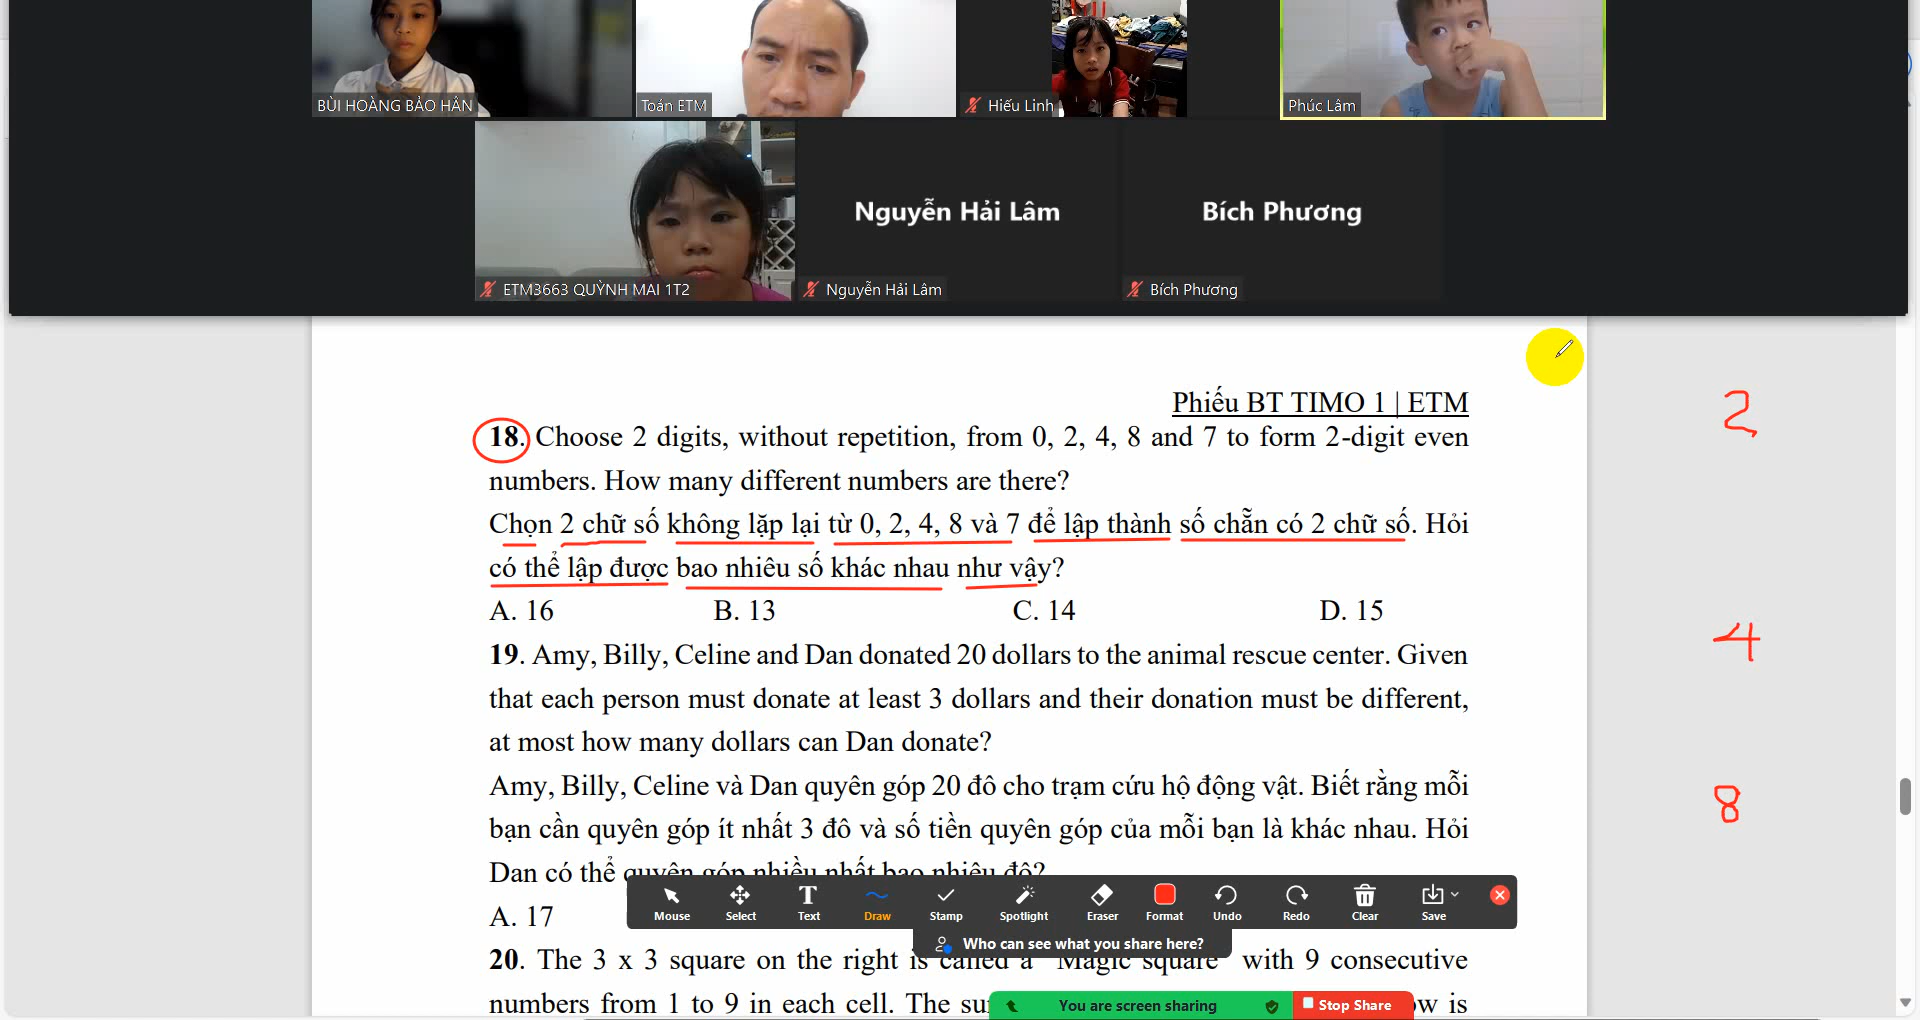 BÙI HOÀNG BẢO HÂN
Toán ETM
Hiếu Linh
Phúc Lâm
ETM3663 QUỲNH MAI 1T2
Nguyễn Hải Lâm
Nguyễn Hải Lâm
Bích Phương
Bích Phương
Phiếu BT TIMO 1 | ETM
18. Choose 2 digits, without repetition, from 0, 2, 4, 8 and 7 to form 2-digit even
numbers. How many different numbers are there?
Chọn 2 chữ số không lặp lại từ 0, 2, 4, 8 và 7 để lập thành số chẵn có 2 chữ số. Hỏi
có thể lập được bao nhiêu số khác nhau như vậy?
A. 16 B. 13 C. 14 D. 15
19. Amy, Billy, Celine and Dan donated 20 dollars to the animal rescue center. Given
that each person must donate at least 3 dollars and their donation must be different,
at most how many dollars can Dan donate?
Amy, Billy, Celine và Dan quyên góp 20 đô cho trạm cứu hộ động vật. Biết rằng mỗi
bạn cần quyên góp ít nhất 3 đô và số tiền quyên góp của mỗi bạn là khác nhau. Hỏi
Dan có thể quyên góp nhiều nhất bao nhiêu đô?
A. 17
20. The 3 x 3 square on the right is called a "Magic square" with 9 consecutive
numbers from 1 to 9 in each cell. The
2
4
8
Mouse Select Text Draw Stamp Spotlight Eraser Format Undo Redo Clear Save
Who can see what you share here?
You are screen sharing
Stop Share